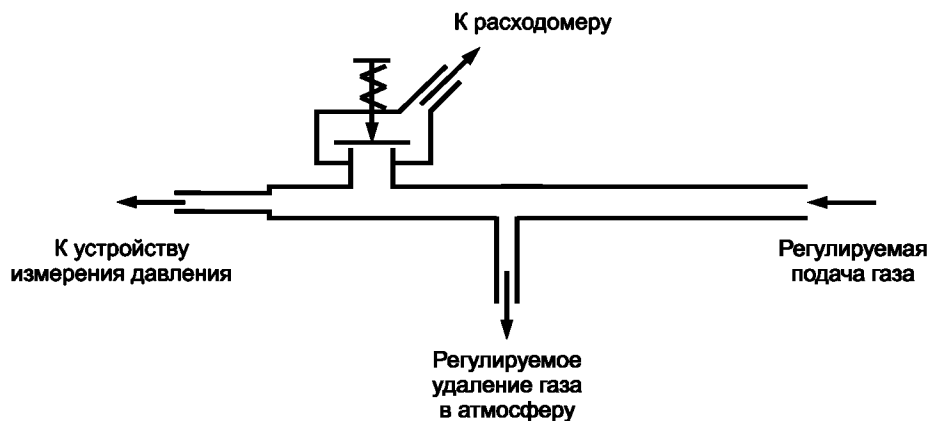 К расходомеру
К устройству
измерения давления
Регулируемая
подача газа
Регулируемое
удаление газа
в атмосферу